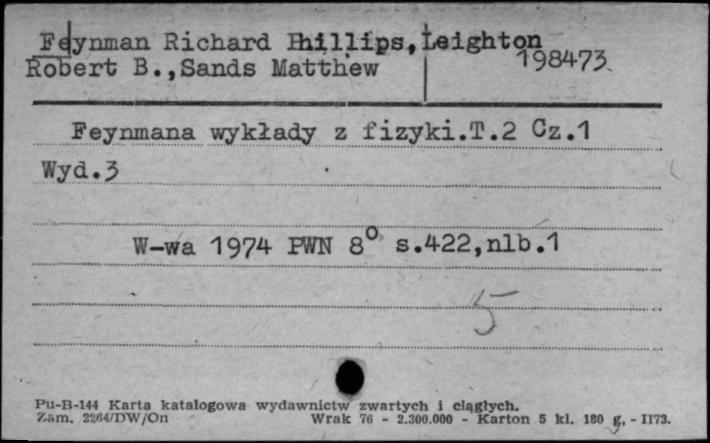 Feynman Richard Phillips, Leighton
Robert B.,Sands Matthew
198473
Feynmana wykłady z fizyki.T.2 Cz.1
Wyd.3
W-wa 1974 PWN 8° s.422,nlb.1
5
Pu-B-144 Karta katalogowa wydawnictw zwartych i ciągłych.
Zam. 2264/DW/On Wrak 76 - 2.300.000 - Karton 5 kl. 180 g, - II73.